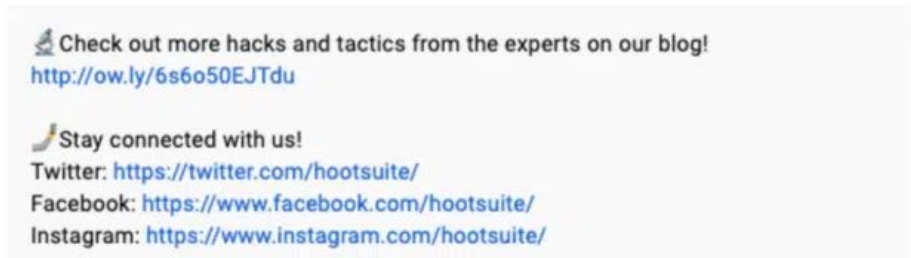 🔬Check out more hacks and tactics from the experts on our blog!
http://ow.ly/6s6o50EJTdu
🤳Stay connected with us!
Twitter: https://twitter.com/hootsuite/
Facebook: https://www.facebook.com/hootsuite/
Instagram: https://www.instagram.com/hootsuite/